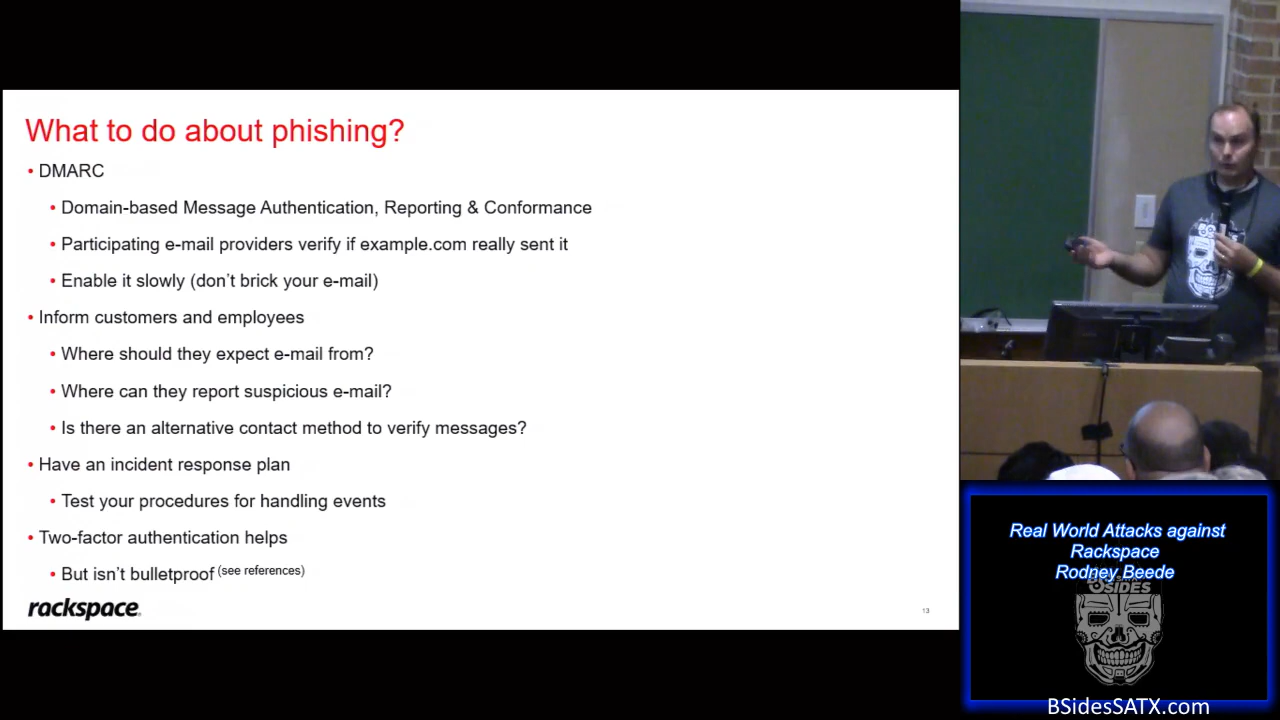 What to do about phishing?
• DMARC
• Domain-based Message Authentication, Reporting & Conformance
• Participating e-mail providers verify if example.com really sent it
• Enable it slowly (don't brick your e-mail)
• Inform customers and employees
• Where should they expect e-mail from?
• Where can they report suspicious e-mail?
• Is there an alternative contact method to verify messages?
• Have an incident response plan
• Test your procedures for handling events
• Two-factor authentication helps
• But isn't bulletproof (see references)
rackspace.
13
Real World Attacks against
Rackspace
Rodney Beede
BSIDES
BSidesSATX.com